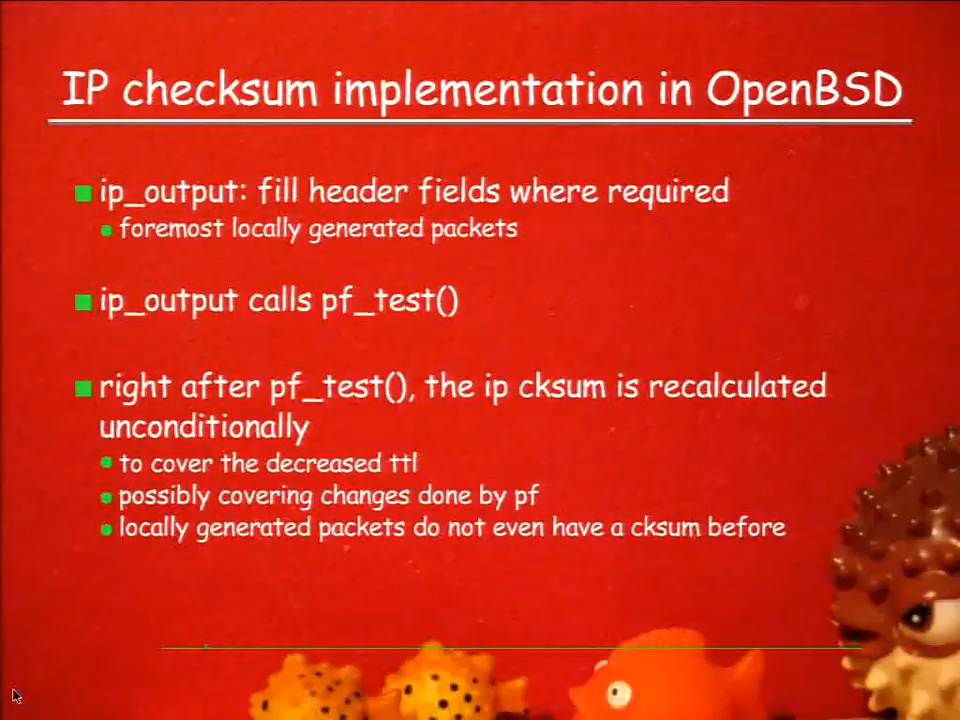 IP checksum implementation in OpenBSD
ip_output: fill header fields where required
foremost locally generated packets
ip_output calls pf_test()
right after pf_test(), the ip cksum is recalculated
unconditionally
to cover the decreased ttl
possibly covering changes done by pf
locally generated packets do not even have a cksum before